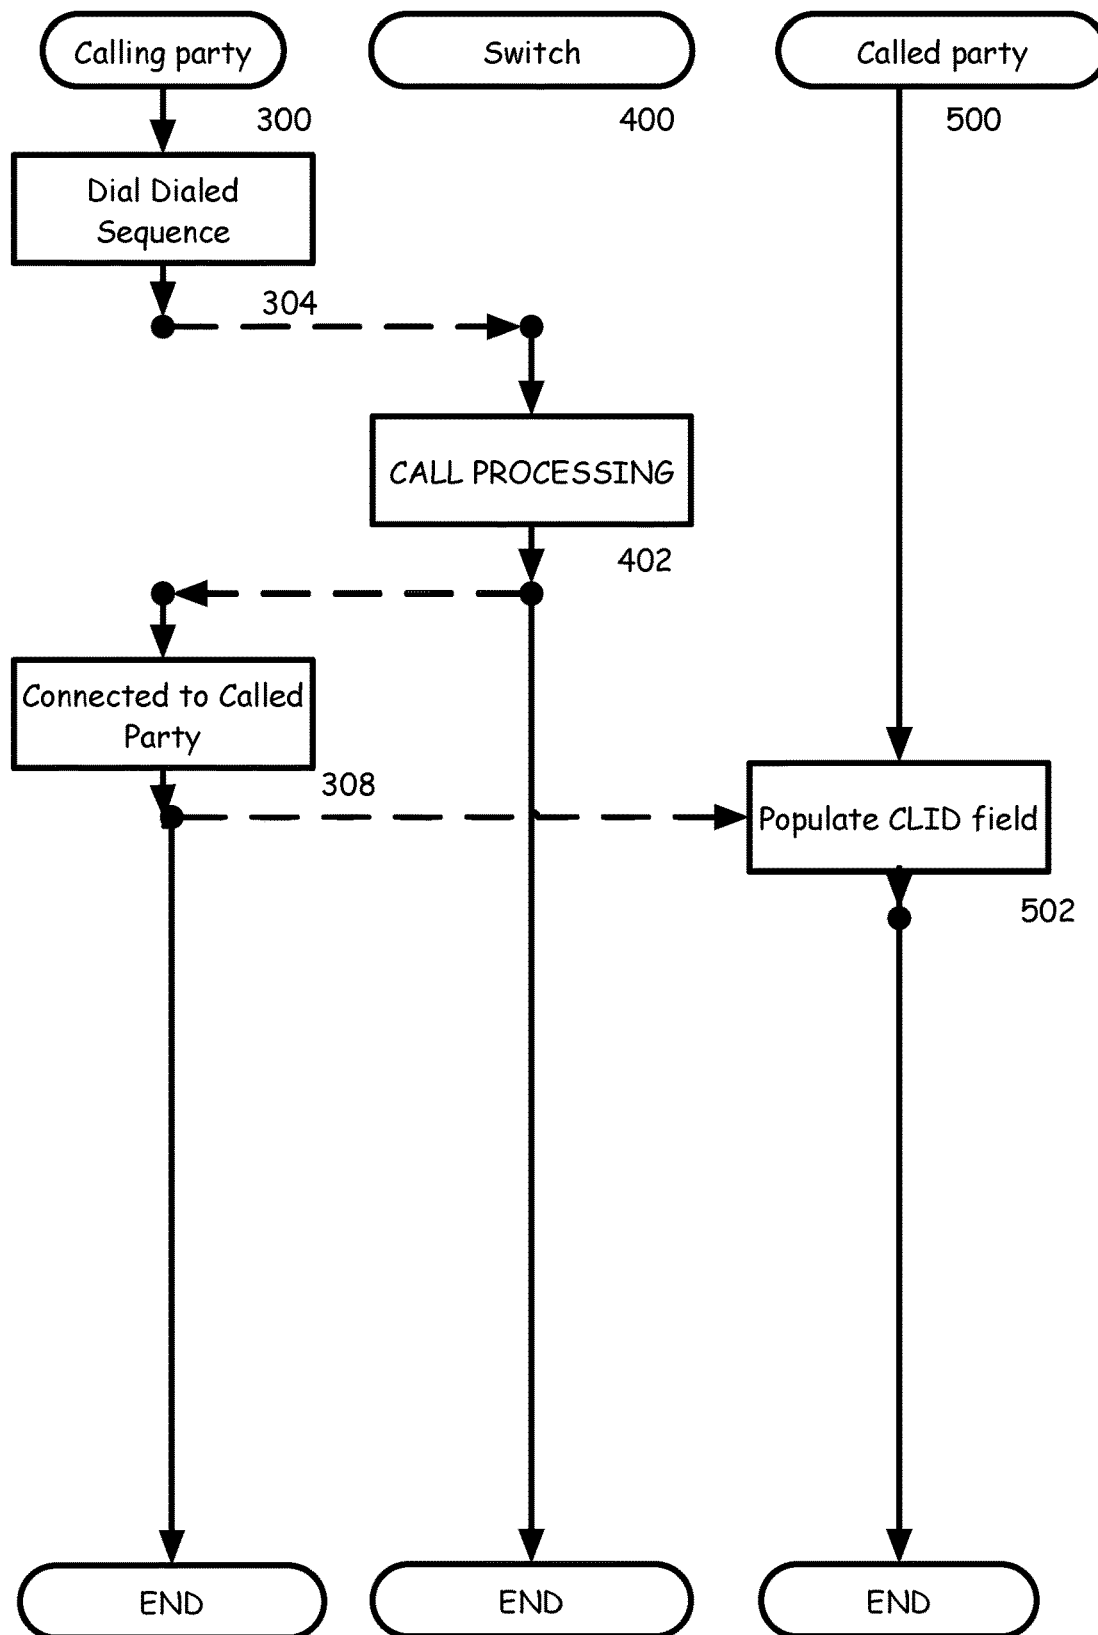 Calling party
Switch
Called party
300
400
500
Dial Dialed
Sequence
304
CALL PROCESSING
402
Connected to Called
Party
308
Populate CLID field
502
END
END
END